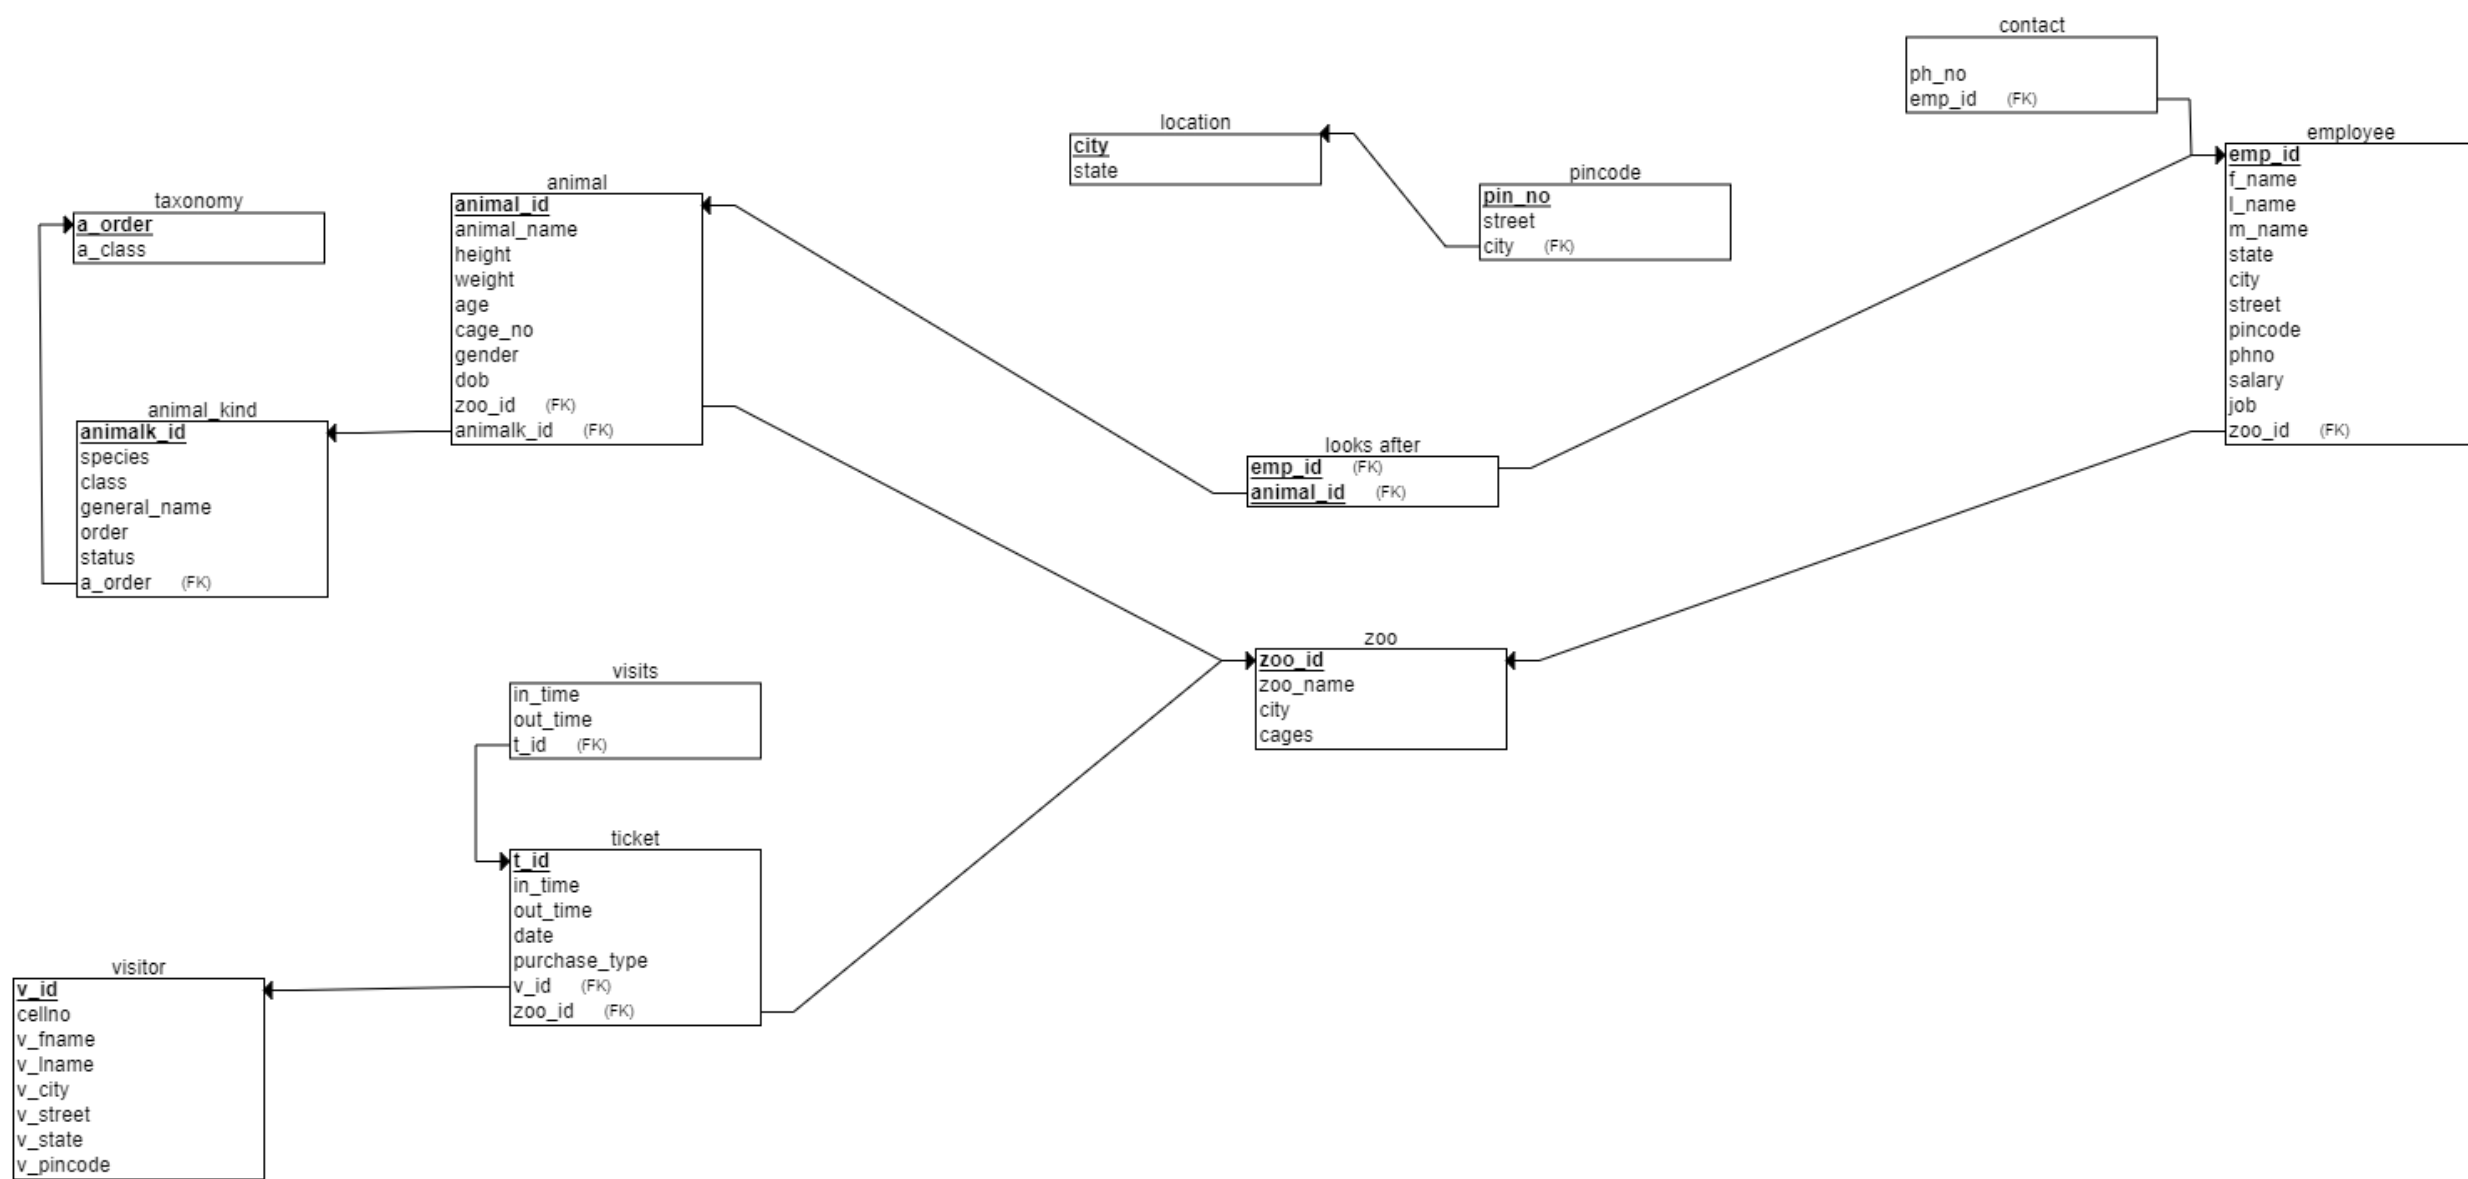 contact
ph_no
emp_id (FK)
location
city
state
employee
emp_id
f_name
l_name
m_name
state
city
street
pincode
phno
salary
job
zoo_id (FK)
pincode
pin_no
street
city (FK)
animal
animal_id
animal_name
height
weight
age
cage_no
gender
dob
zoo_id (FK)
animalk_id (FK)
taxonomy
a_order
a_class
animal_kind
animalk_id
species
class
general_name
order
status
a_order (FK)
looks after
emp_id (FK)
animal_id (FK)
zoo
zoo_id
zoo_name
city
cages
visits
in_time
out_time
t_id (FK)
ticket
t_id
in_time
out_time
date
purchase_type
v_id (FK)
zoo_id (FK)
visitor
v_id
cellno
v_fname
v_lname
v_city
v_street
v_state
v_pincode